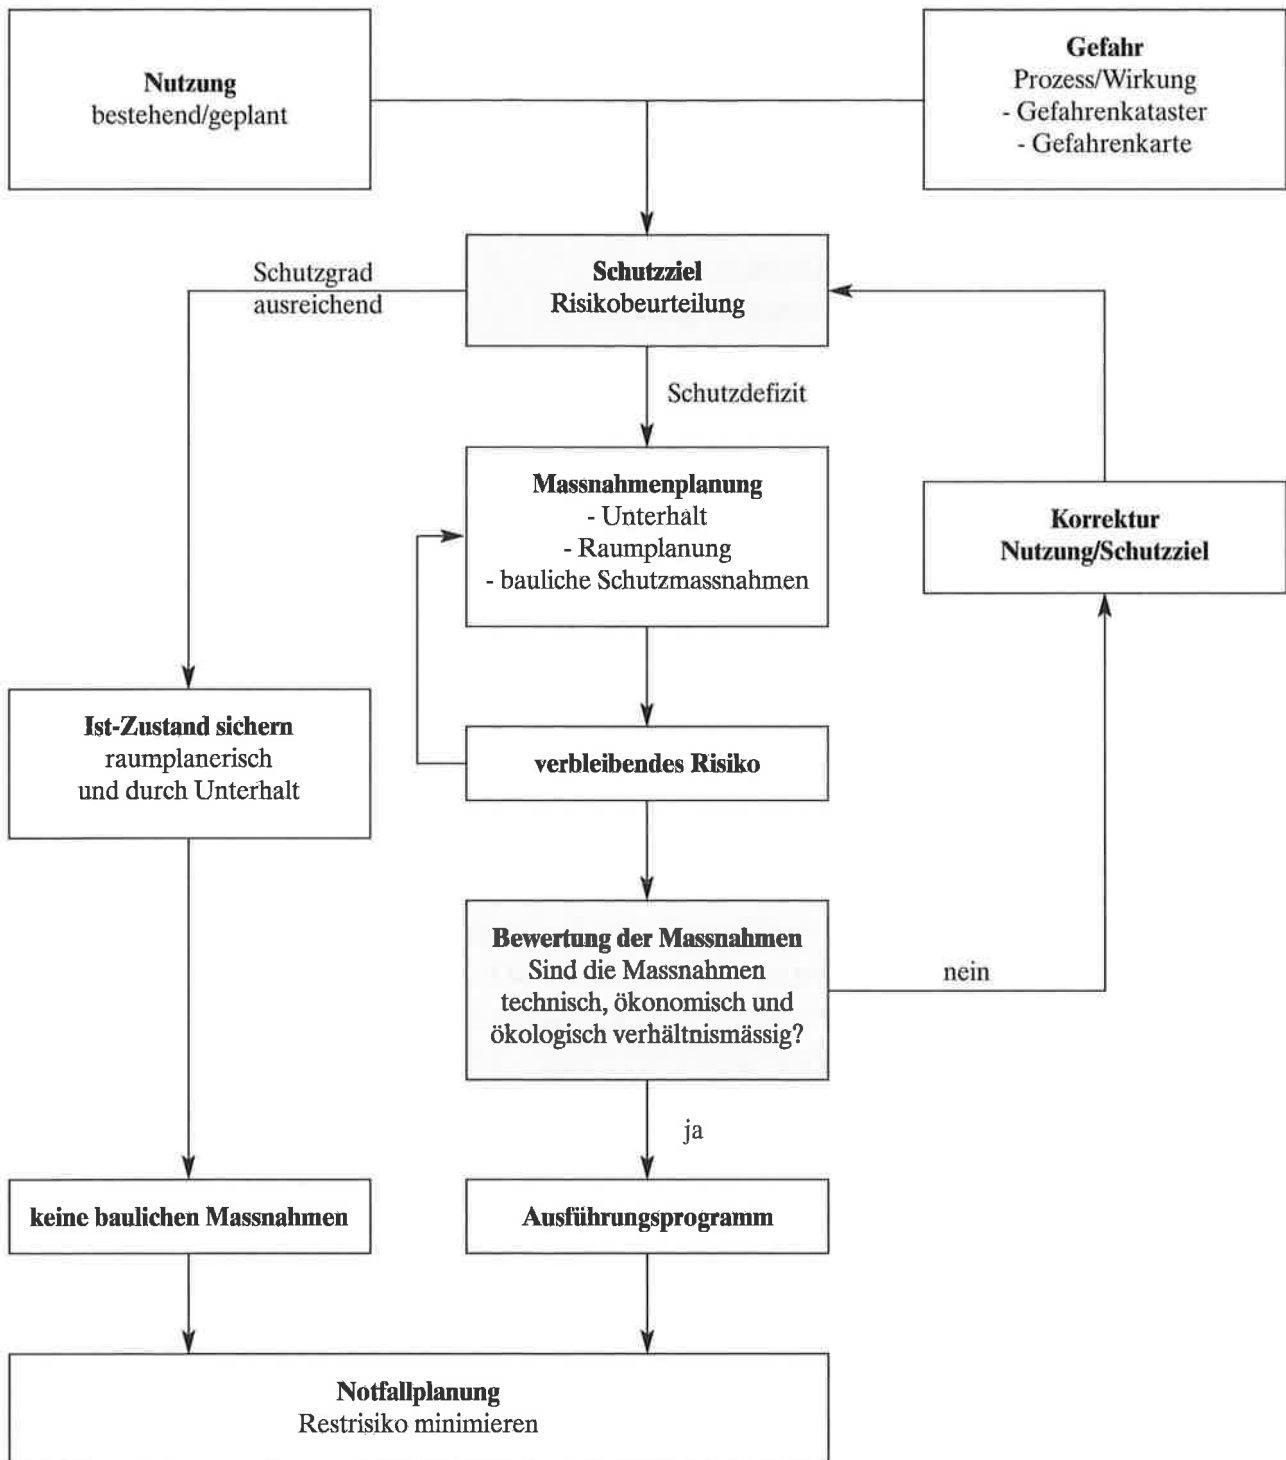 Nutzung
bestehend/geplant
Gefahr
Prozess/Wirkung
- Gefahrenkataster
- Gefahrenkarte
Schutzziel
Risikobeurteilung
Schutzgrad
ausreichend
Schutzdefizit
Massnahmenplanung
- Unterhalt
- Raumplanung
- bauliche Schutzmassnahmen
Korrektur
Nutzung/Schutzziel
Ist-Zustand sichern
raumplanerisch
und durch Unterhalt
verbleibendes Risiko
Bewertung der Massnahmen
Sind die Massnahmen
technisch, ökonomisch und
ökologisch verhältnismässig?
nein
ja
keine baulichen Massnahmen
Ausführungsprogramm
Notfallplanung
Restrisiko minimieren